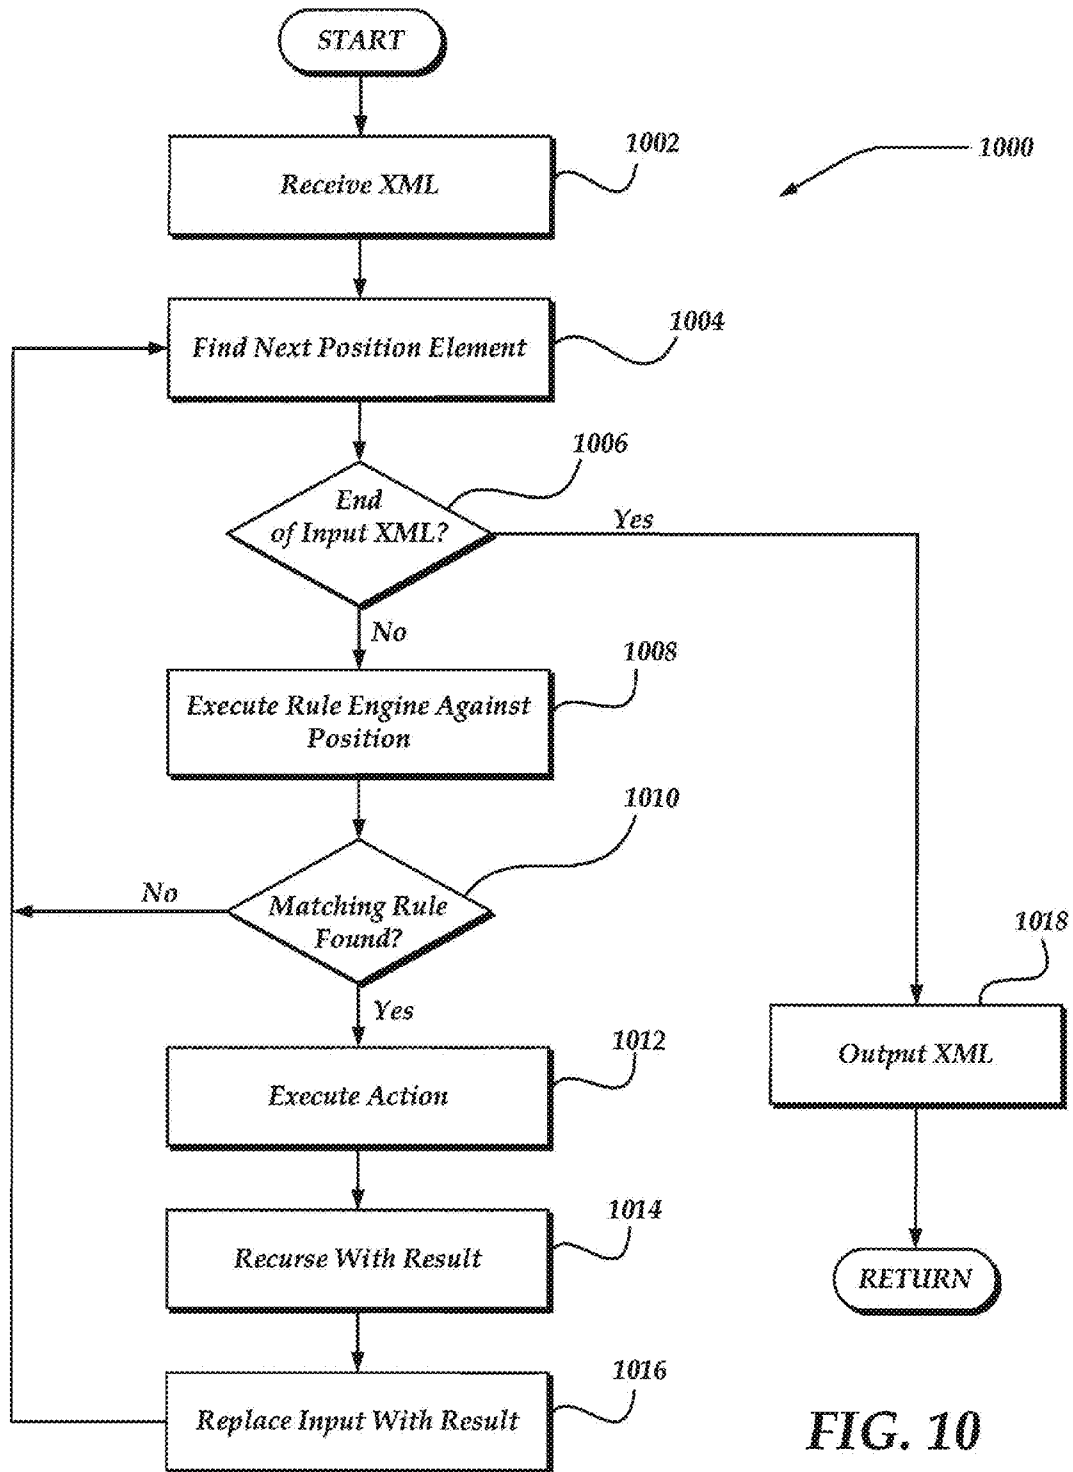 START
Receive XML
1002
1000
Find Next Position Element
1004
End
of Input XML?
1006
Yes
No
Execute Rule Engine Against
Position
1008
Matching Rule
Found?
1010
No
Yes
Execute Action
1012
Output XML
1018
Recurse With Result
1014
RETURN
Replace Input With Result
1016
FIG. 10